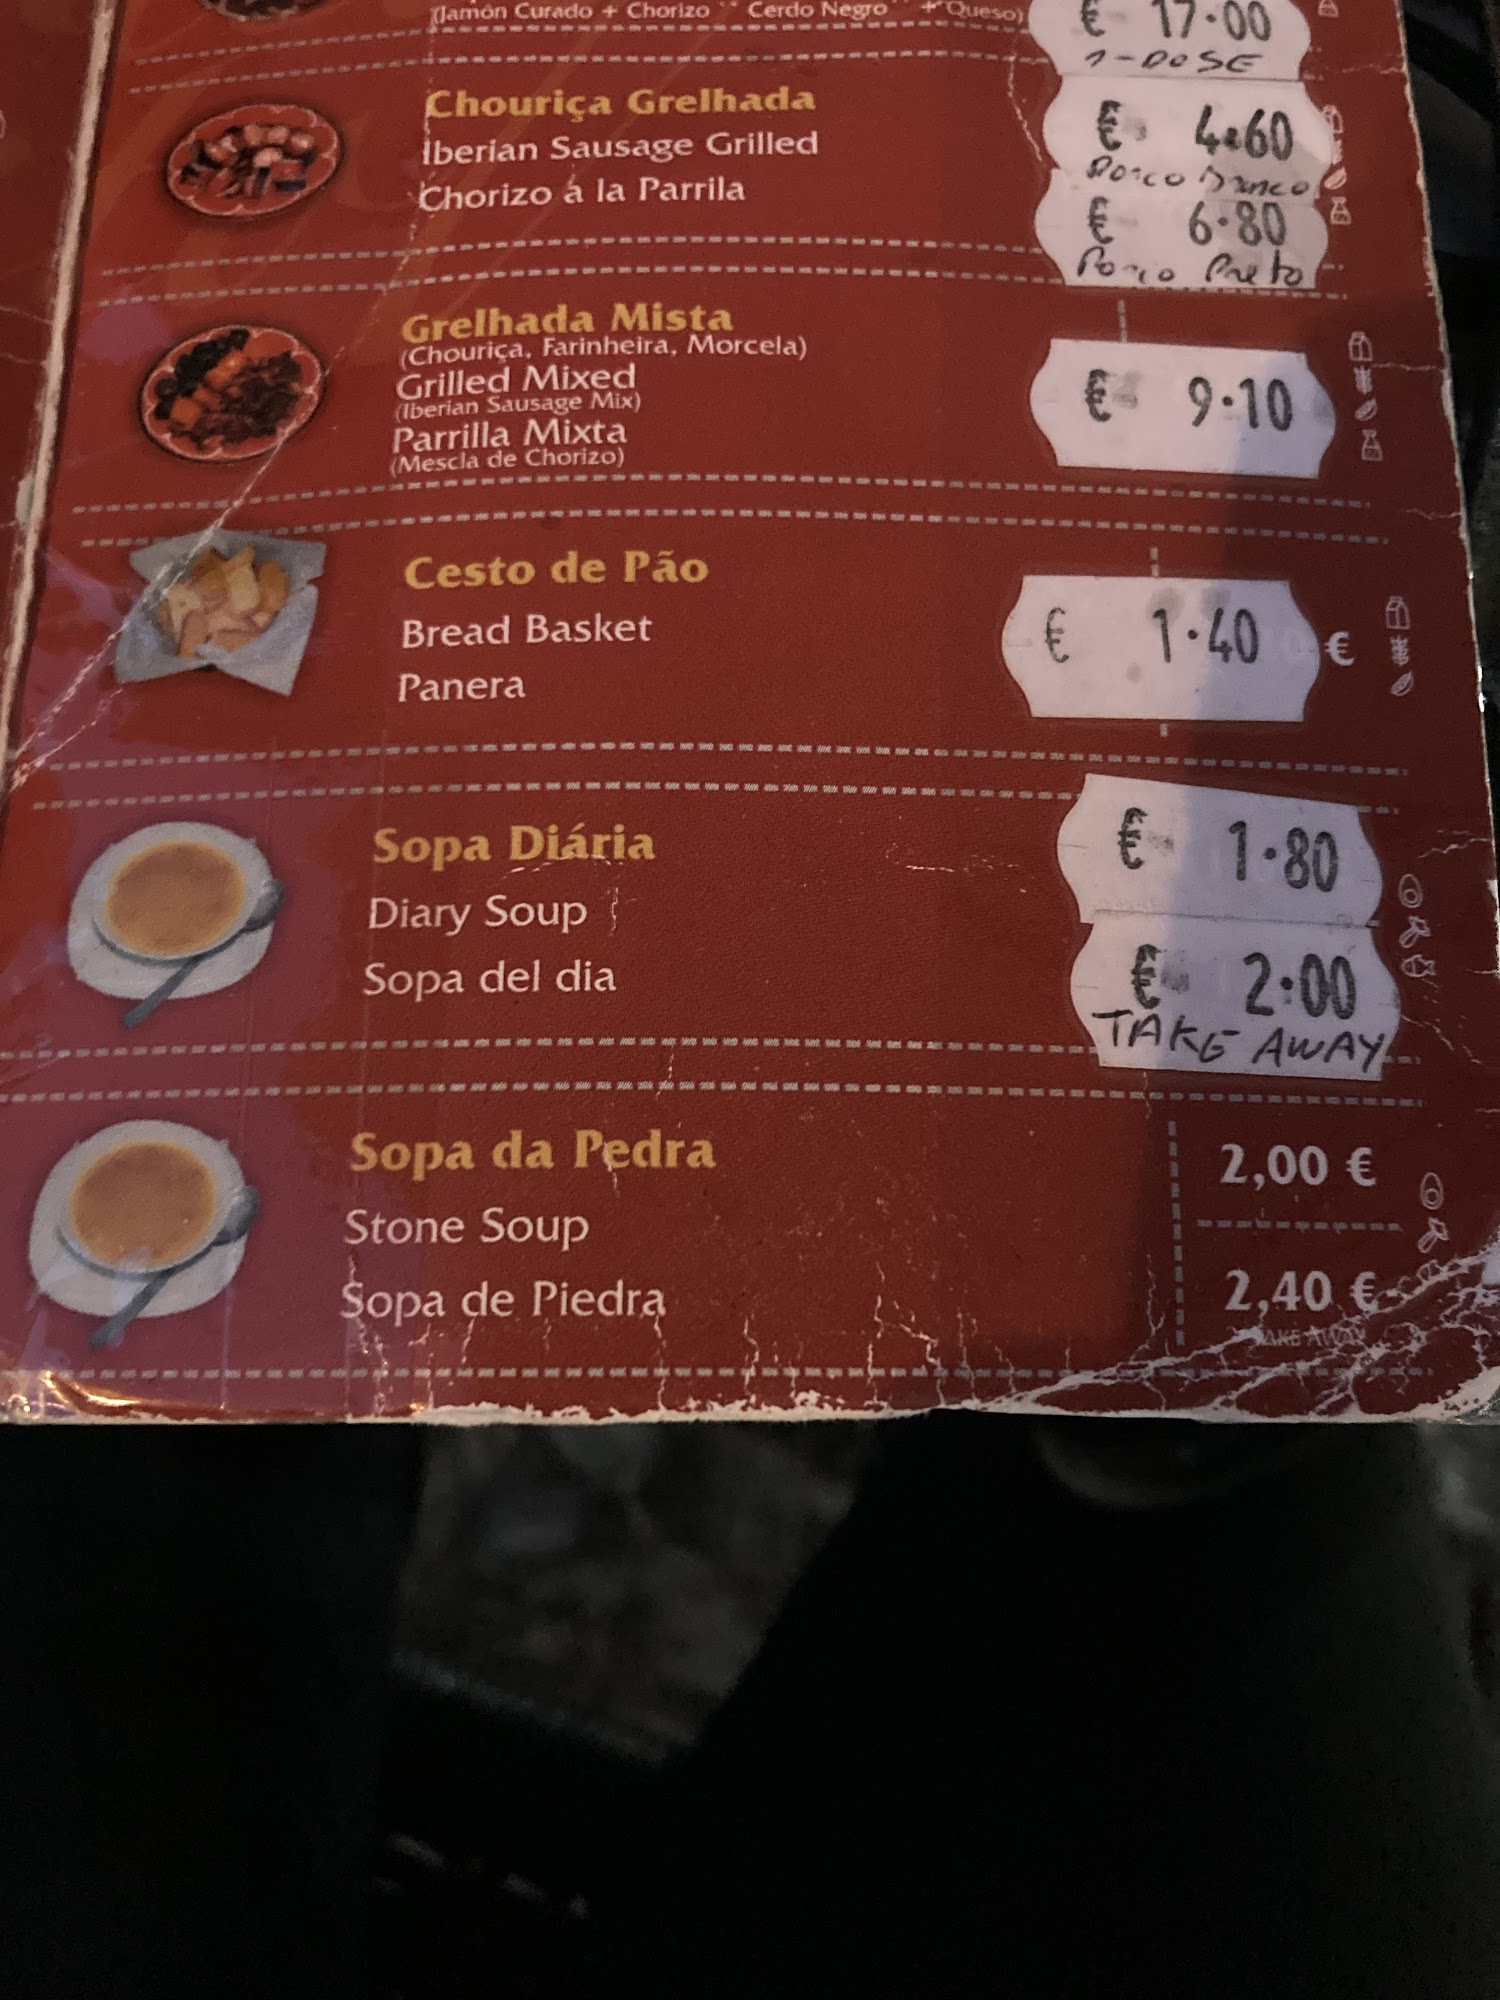 (Jamón Curado + Chorizo " Cerdo Negro " + Queso)
€ 17.00
1-DOSE
Chouriça Grelhada
Iberian Sausage Grilled
Chorizo á la Parrila
€ 4.60
Porco Branco
€ 6.80
Porco Preto
Grelhada Mista
(Chouriça, Farinheira, Morcela)
Grilled Mixed
(Iberian Sausage Mix)
Parrilla Mixta
(Mescla de Chorizo)
€ 9.10
Cesto de Pão
Bread Basket
Panera
€ 1.40 €
Sopa Diária
Diary Soup
Sopa del dia
€ 1.80
€ 2.00
TAKE AWAY
Sopa da Pedra
Stone Soup
Sopa de Piedra
2,00 €
2,40 €
TAKE AWAY